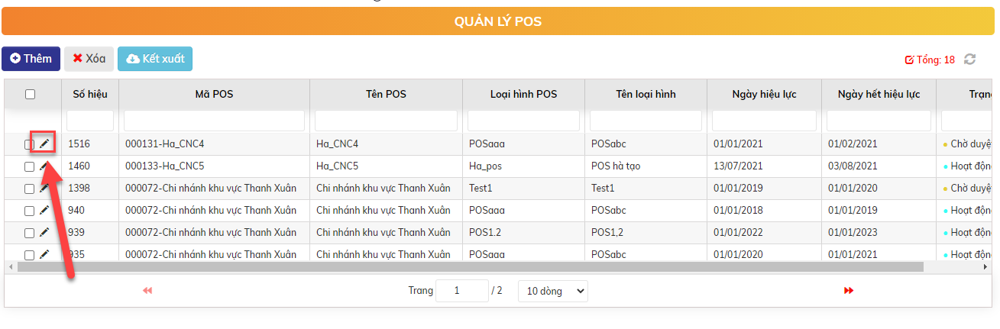 QUẢN LÝ POS
Thêm Xóa Kết xuất Tổng: 18
Số hiệu Mã POS Tên POS Loại hình POS Tên loại hình Ngày hiệu lực Ngày hết hiệu lực Trạn
1516 000131-Ha_CNC4 Ha_CNC4 POSaaa POSabc 01/01/2021 01/02/2021 Chờ duyệ
1460 000133-Ha_CNC5 Ha_CNC5 Ha_pos POS hà tạo 13/07/2021 03/08/2021 Hoạt độn
1398 000072-Chi nhánh khu vực Thanh Xuân Chi nhánh khu vực Thanh Xuân Test1 Test1 01/01/2019 01/01/2020 Chờ duyệ
940 000072-Chi nhánh khu vực Thanh Xuân Chi nhánh khu vực Thanh Xuân POSaaa POSabc 01/01/2018 01/01/2019 Hoạt độn
939 000072-Chi nhánh khu vực Thanh Xuân Chi nhánh khu vực Thanh Xuân POS1.2 POS1,2 01/01/2022 01/01/2023 Hoạt độn
935 000072-Chi nhánh khu vực Thanh Xuân Chi nhánh khu vực Thanh Xuân POSaaa POSabc 01/01/2020 01/01/2021 Hoạt độn
Trang 1 / 2 10 dòng